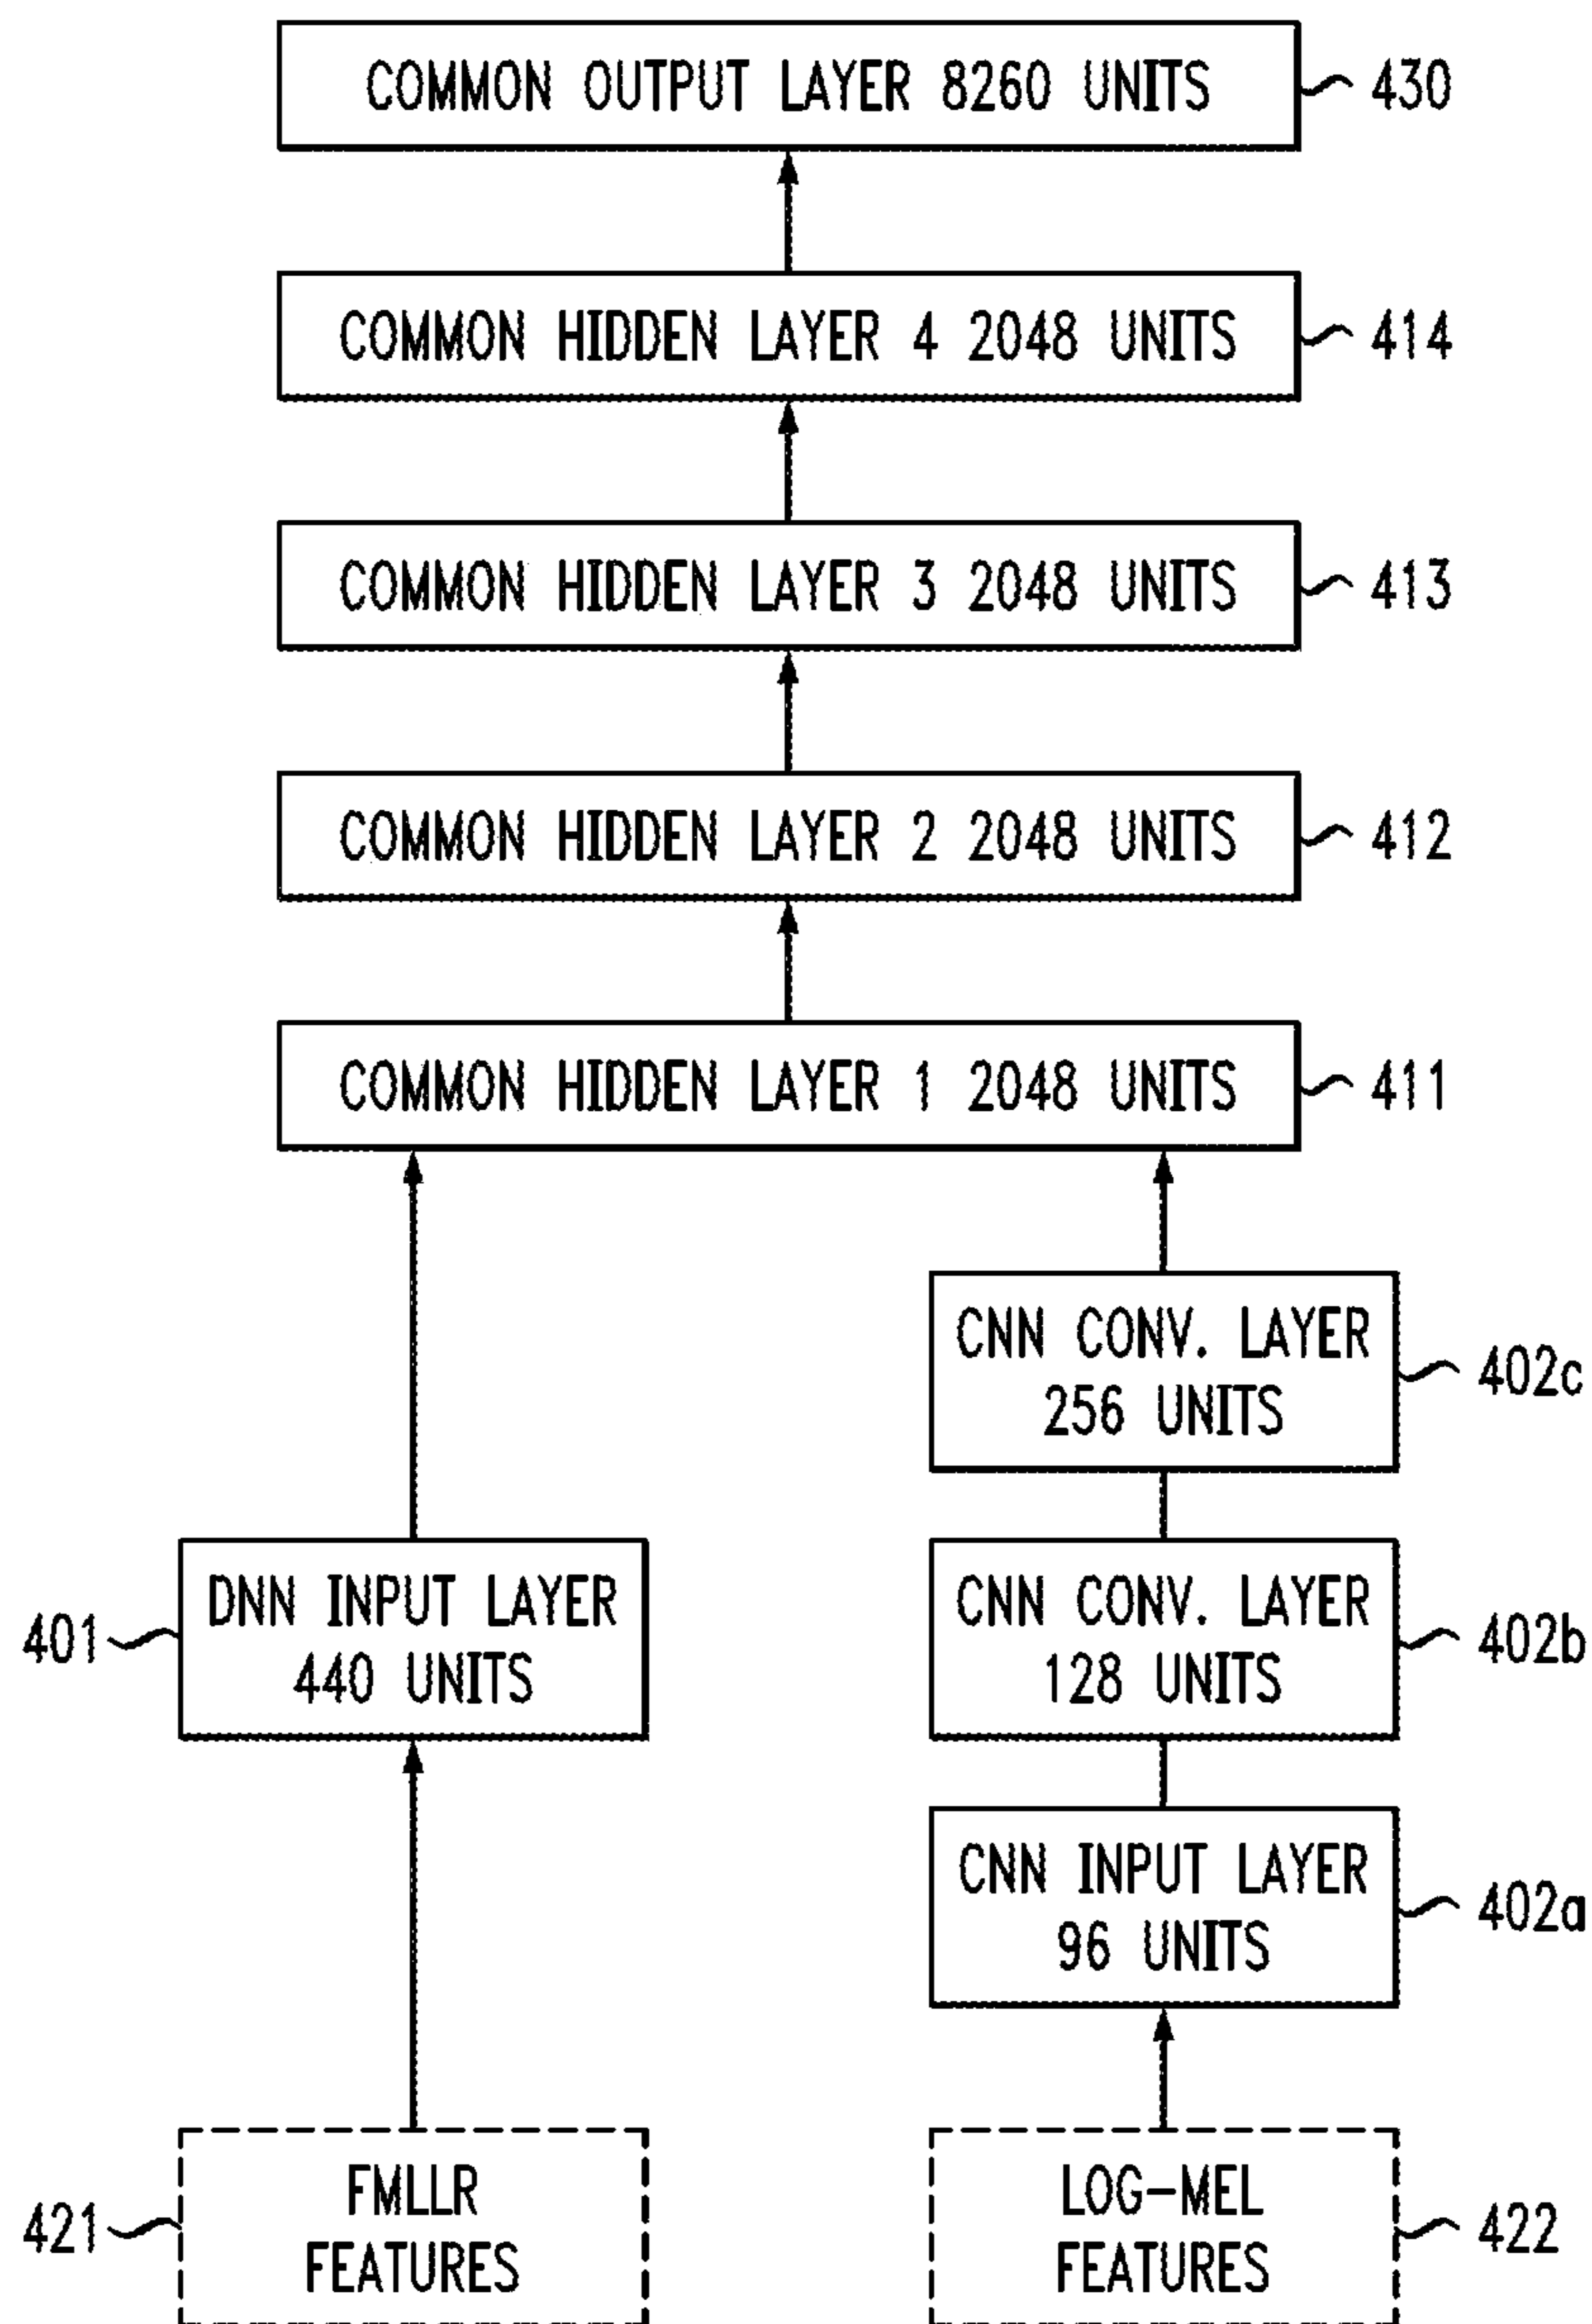 COMMON OUTPUT LAYER 8260 UNITS
430
COMMON HIDDEN LAYER 4 2048 UNITS
414
COMMON HIDDEN LAYER 3 2048 UNITS
413
COMMON HIDDEN LAYER 2 2048 UNITS
412
COMMON HIDDEN LAYER 1 2048 UNITS
411
CNN CONV. LAYER
256 UNITS
402c
401
DNN INPUT LAYER
440 UNITS
CNN CONV. LAYER
128 UNITS
402b
CNN INPUT LAYER
96 UNITS
402a
421
FMLLR
FEATURES
LOG-MEL
FEATURES
422